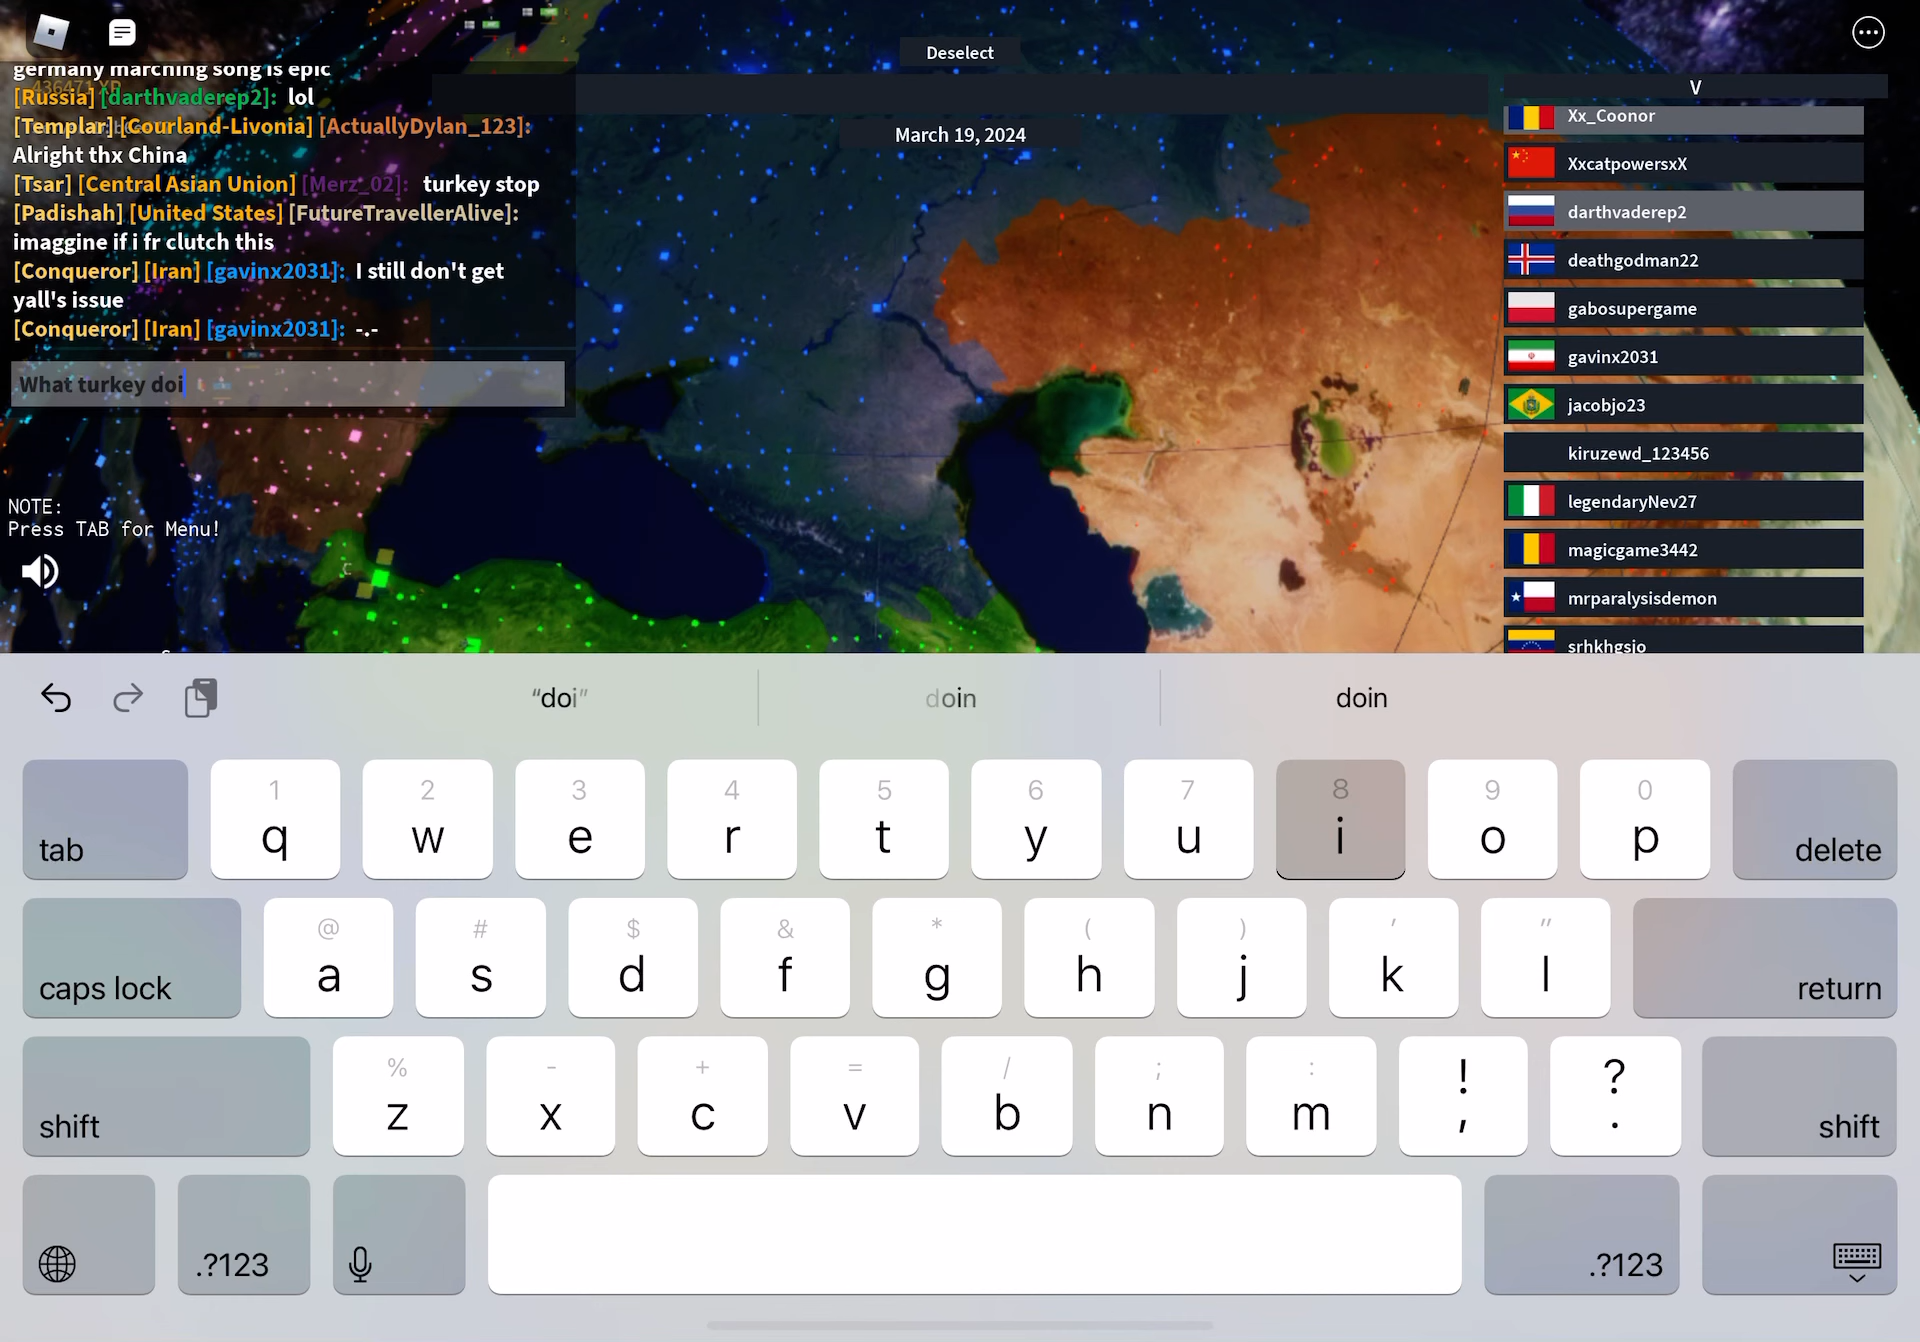 Deselect
germany marching song is epic
436471 XP
[Russia] [darthvaderep2]: lol
[Templar] [Courland-Livonia] [ActuallyDylan_123]:
Alright thx China
[Tsar] [Central Asian Union] [Merz_02]: turkey stop
[Padishah] [United States] [FutureTravellerAlive]:
imaggine if i fr clutch this
[Conqueror] [Iran] [gavinx2031]: I still don't get
yall's issue
[Conqueror] [Iran] [gavinx2031]: -.-
What turkey doi
March 19, 2024
V
Xx_Coonor
XxcatpowersxX
darthvaderep2
deathgodman22
gabosupergame
gavinx2031
jacobjo23
kiruzewd_123456
legendaryNev27
magicgame3442
mrparalysisdemon
srhkhgsjo
NOTE:
Press TAB for Menu!
C
“doi” doin doin
tab 1 q 2 w 3 e 4 r 5 t 6 y 7 u 8 i 9 o 0 p delete
caps lock @ a # s $ d & f * g ( h ) j ' k " l return
shift % z - x + c = v / b ; n : m ! , ? . shift
.?123 .?123